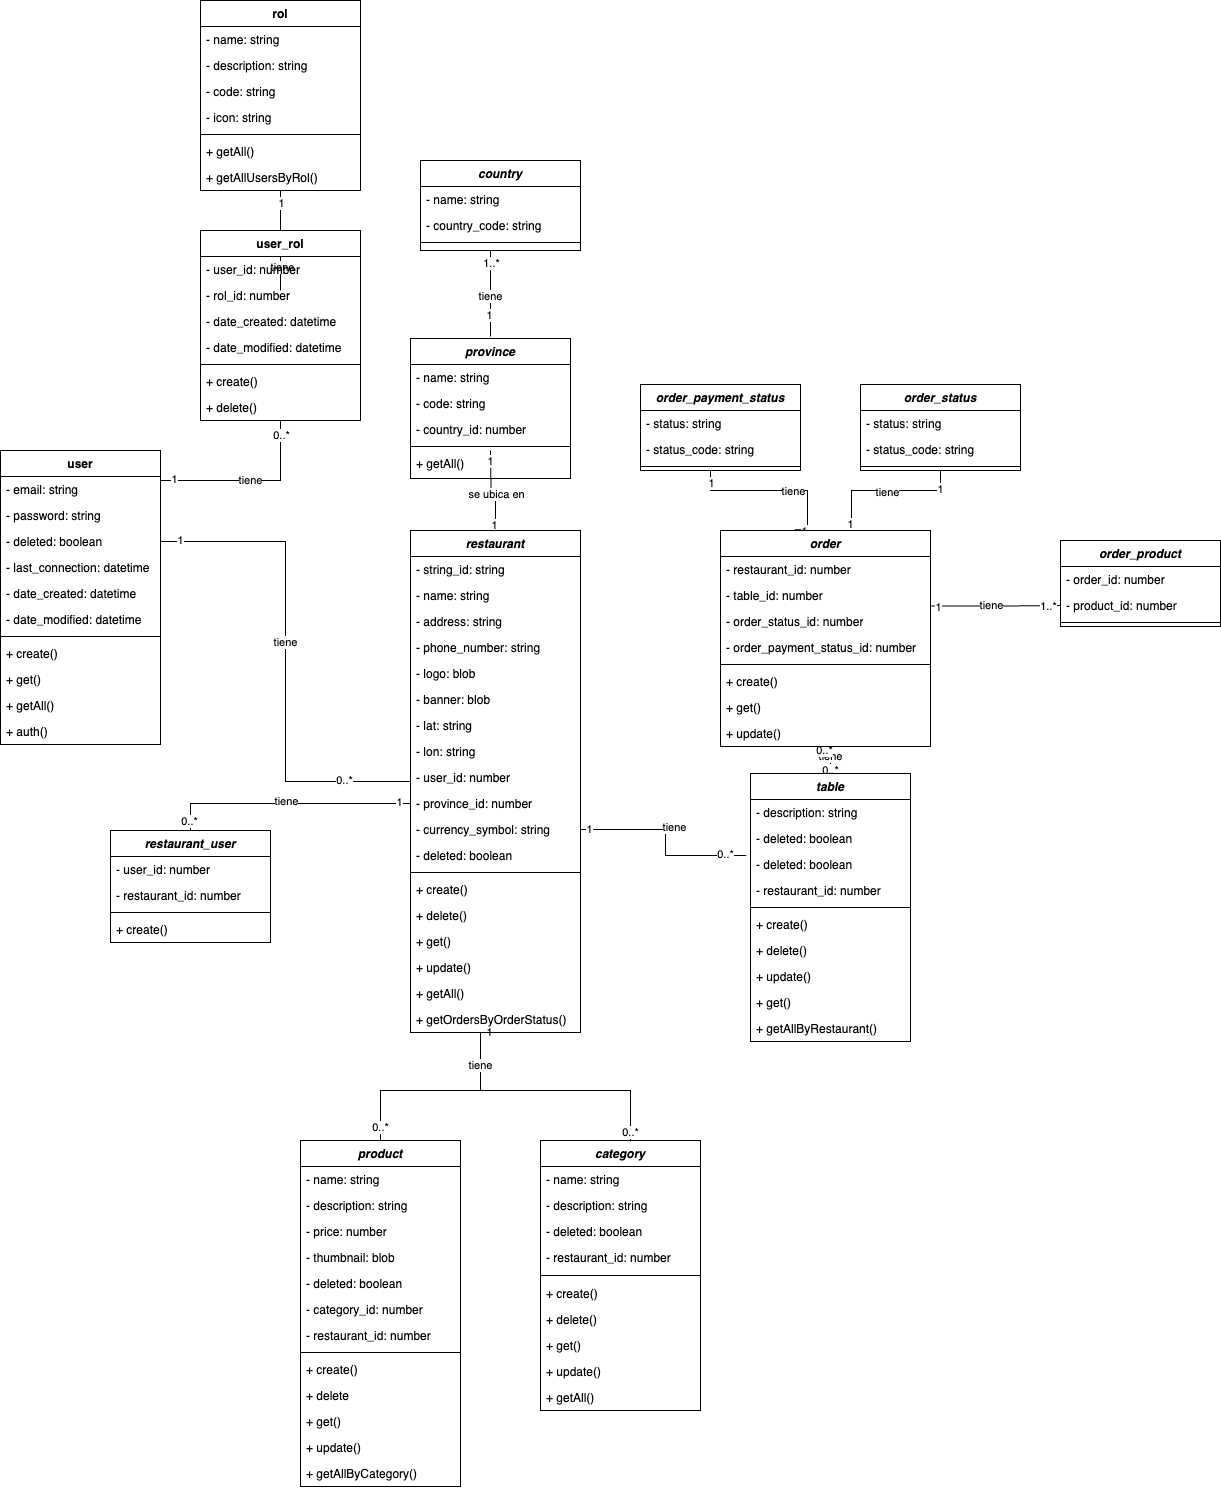 rol
- name: string
- description: string
- code: string
- icon: string
+ getAll()
+ getAllUsersByRol()
1
user_rol
tiene
- user_id: number
- rol_id: number
- date_created: datetime
- date_modified: datetime
+ create()
+ delete()
0..*
country
- name: string
- country_code: string
1..*
tiene
1
province
- name: string
- code: string
- country_id: number
+ getAll()
1
se ubica en
1
user
- email: string
- password: string
- deleted: boolean
- last_connection: datetime
- date_created: datetime
- date_modified: datetime
+ create()
+ get()
+ getAll()
+ auth()
1
tiene
1
tiene
0..*
restaurant
- string_id: string
- name: string
- address: string
- phone_number: string
- logo: blob
- banner: blob
- lat: string
- lon: string
- user_id: number
- province_id: number
- currency_symbol: string
- deleted: boolean
+ create()
+ delete()
+ get()
+ update()
+ getAll()
+ getOrdersByOrderStatus()
1
tiene
0..*
restaurant_user
- user_id: number
- restaurant_id: number
+ create()
order_payment_status
- status: string
- status_code: string
1
tiene
1
order_status
- status: string
- status_code: string
1
tiene
1
order
- restaurant_id: number
- table_id: number
- order_status_id: number
- order_payment_status_id: number
+ create()
+ get()
+ update()
1
tiene
1..*
order_product
- order_id: number
- product_id: number
0..*
tiene
0..*
table
- description: string
- deleted: boolean
- deleted: boolean
- restaurant_id: number
+ create()
+ delete()
+ update()
+ get()
+ getAllByRestaurant()
1
tiene
0..*
1
tiene
0..*
0..*
product
- name: string
- description: string
- price: number
- thumbnail: blob
- deleted: boolean
- category_id: number
- restaurant_id: number
+ create()
+ delete
+ get()
+ update()
+ getAllByCategory()
category
- name: string
- description: string
- deleted: boolean
- restaurant_id: number
+ create()
+ delete()
+ get()
+ update()
+ getAll()